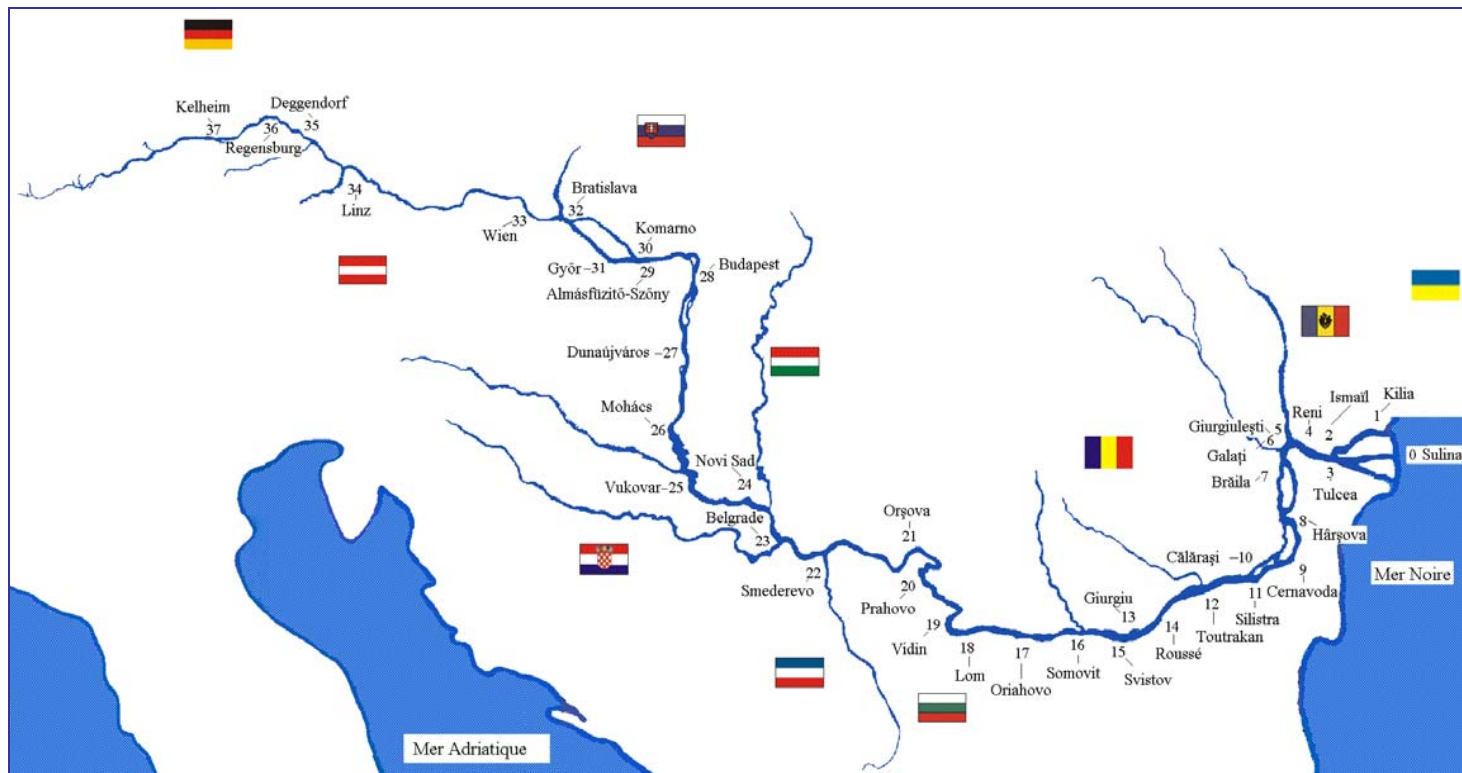 Kelheim
37
Deggendorf
36 35
Regensburg
34
Linz
Wien
33
Bratislava
32
Komarno
30
Győr –31
29
Almásfüzitő-Szőny
28
Budapest
Dunaújváros –27
Mohács
26
Vukovar–25
Novi Sad
24
Belgrade
23
Smederevo
22
Orşova
21
20
Prahovo
19
Vidin
18
Lom
17
Oriahovo
16
Somovit
15
Svistov
Giurgiu
13
14
Roussé
12
Toutrakan
11
Silistra
Călăraşi –10
9
Cernavoda
8
Hârşova
Brăila 7
Galaţi
6
Giurgiuleşti 5
Reni
4
Ismaïl
2
Kilia
1
3
Tulcea
0 Sulina
Mer Noire
Mer Adriatique